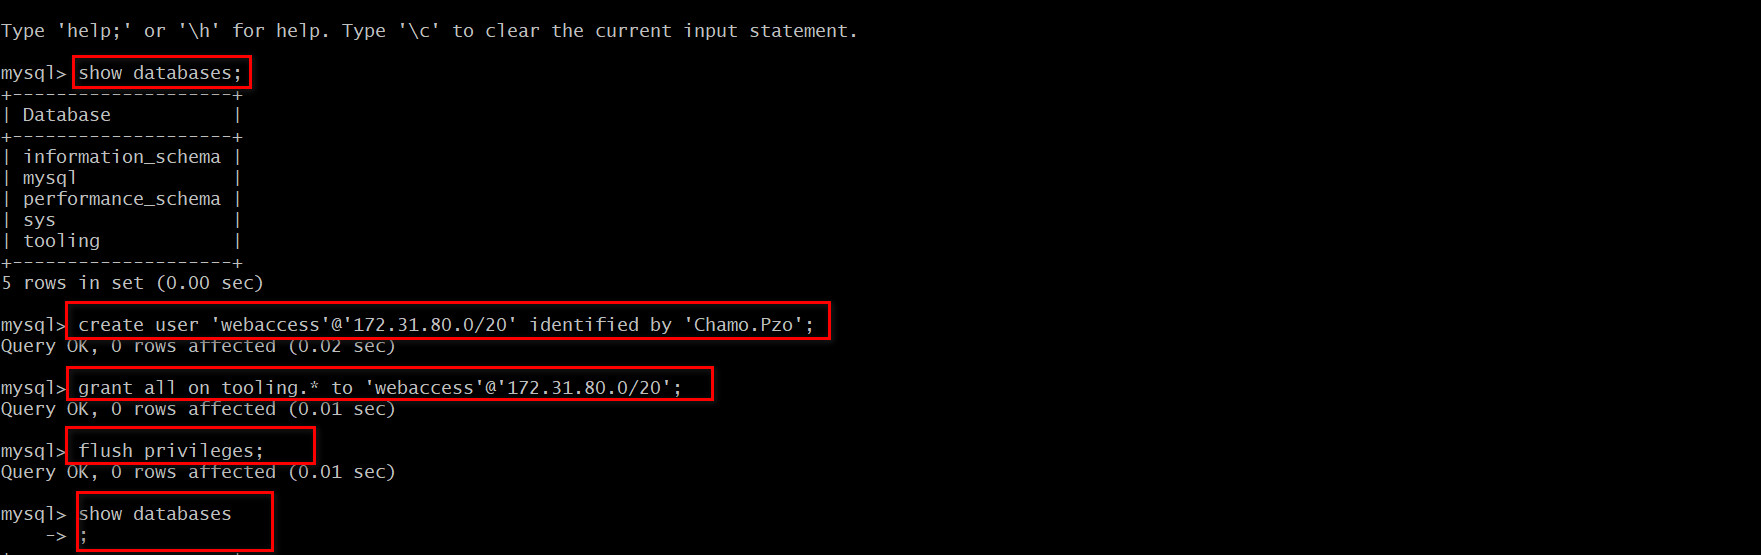 Type 'help;' or '\h' for help. Type '\c' to clear the current input statement.
mysql> show databases;
+--------------------+
| Database           |
+--------------------+
| information_schema |
| mysql              |
| performance_schema |
| sys                |
| tooling            |
+--------------------+
5 rows in set (0.00 sec)
mysql> create user 'webaccess'@'172.31.80.0/20' identified by 'Chamo.Pzo';
Query OK, 0 rows affected (0.02 sec)
mysql> grant all on tooling.* to 'webaccess'@'172.31.80.0/20';
Query OK, 0 rows affected (0.01 sec)
mysql> flush privileges;
Query OK, 0 rows affected (0.01 sec)
mysql> show databases
    -> ;